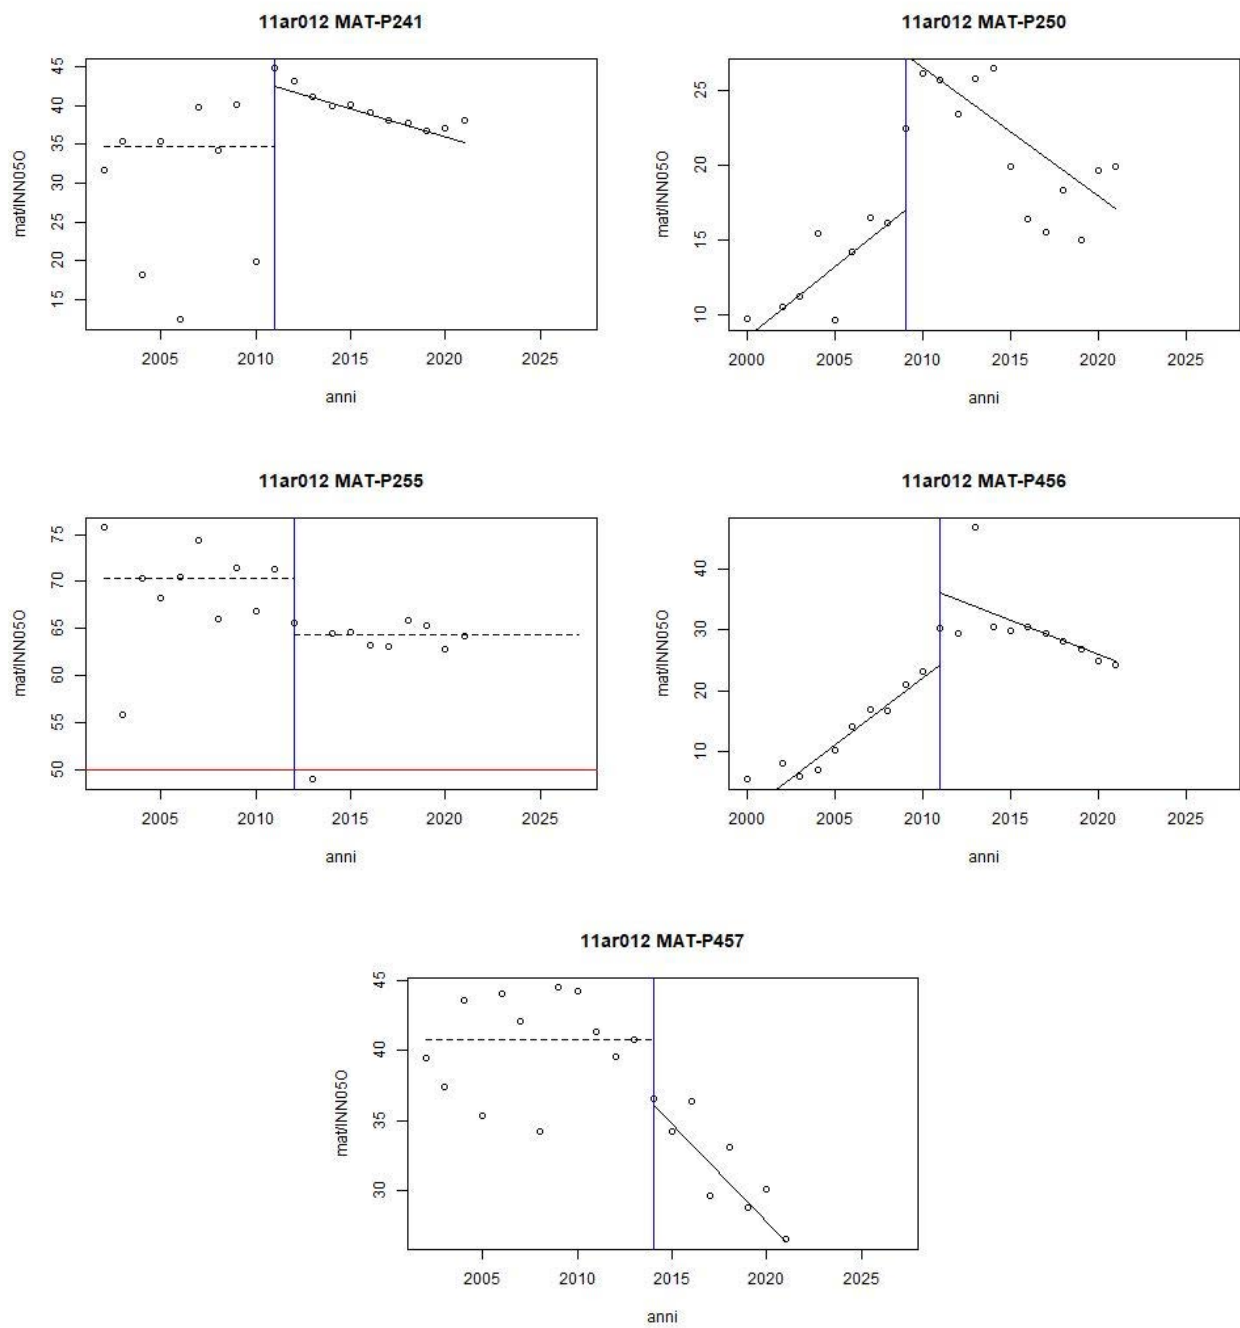 11ar012 MAT-P241
mat/INN05O
45
40
35
30
25
20
15
2005 2010 2015 2020 2025
anni
11ar012 MAT-P250
mat/INN05O
25
20
15
10
2000 2005 2010 2015 2020 2025
anni
11ar012 MAT-P255
mat/INN05O
75
70
65
60
55
50
2005 2010 2015 2020 2025
anni
11ar012 MAT-P456
mat/INN05O
40
30
20
10
2000 2005 2010 2015 2020 2025
anni
11ar012 MAT-P457
mat/INN05O
45
40
35
30
2005 2010 2015 2020 2025
anni